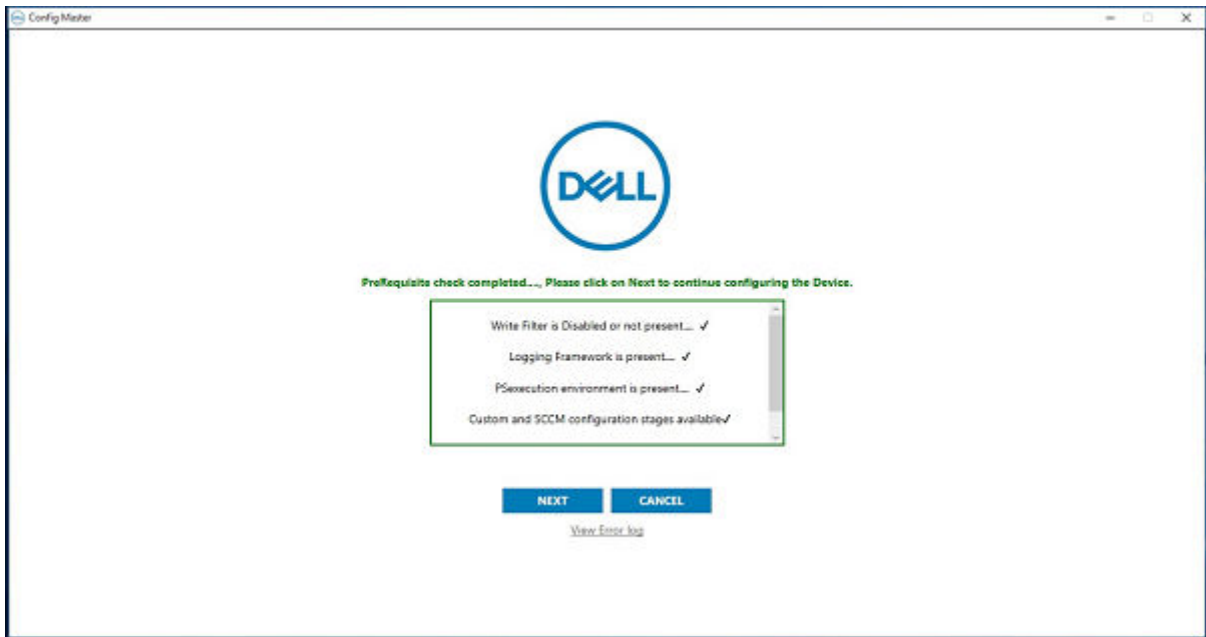 Config Master
DELL
PreRequisite check completed...., Please click on Next to continue configuring the Device.
Write Filter is Disabled or not present.... ✓
Logging Framework is present.... ✓
PSexecution environment is present.... ✓
Custom and SCCM configuration stages available✓
NEXT
CANCEL
View Error log